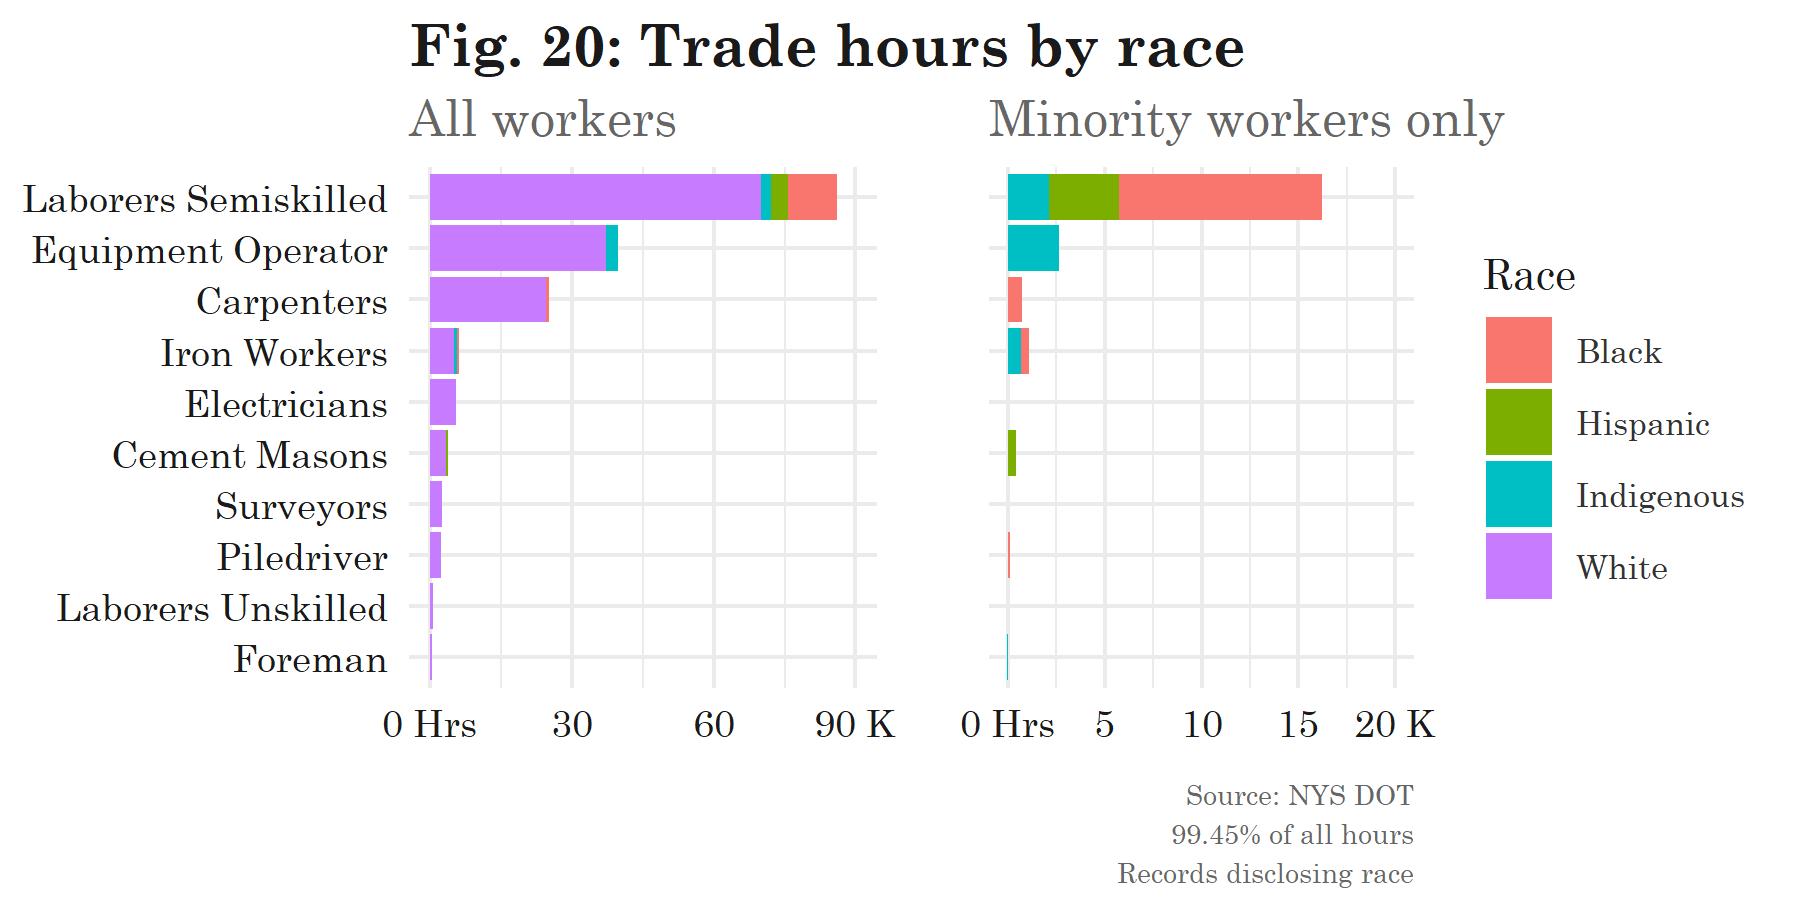 Fig. 20: Trade hours by race
All workers
Minority workers only
Laborers Semiskilled
Equipment Operator
Carpenters
Iron Workers
Electricians
Cement Masons
Surveyors
Piledriver
Laborers Unskilled
Foreman
0 Hrs 30 60 90 K
0 Hrs 5 10 15 20 K
Race
Black
Hispanic
Indigenous
White
Source: NYS DOT
99.45% of all hours
Records disclosing race